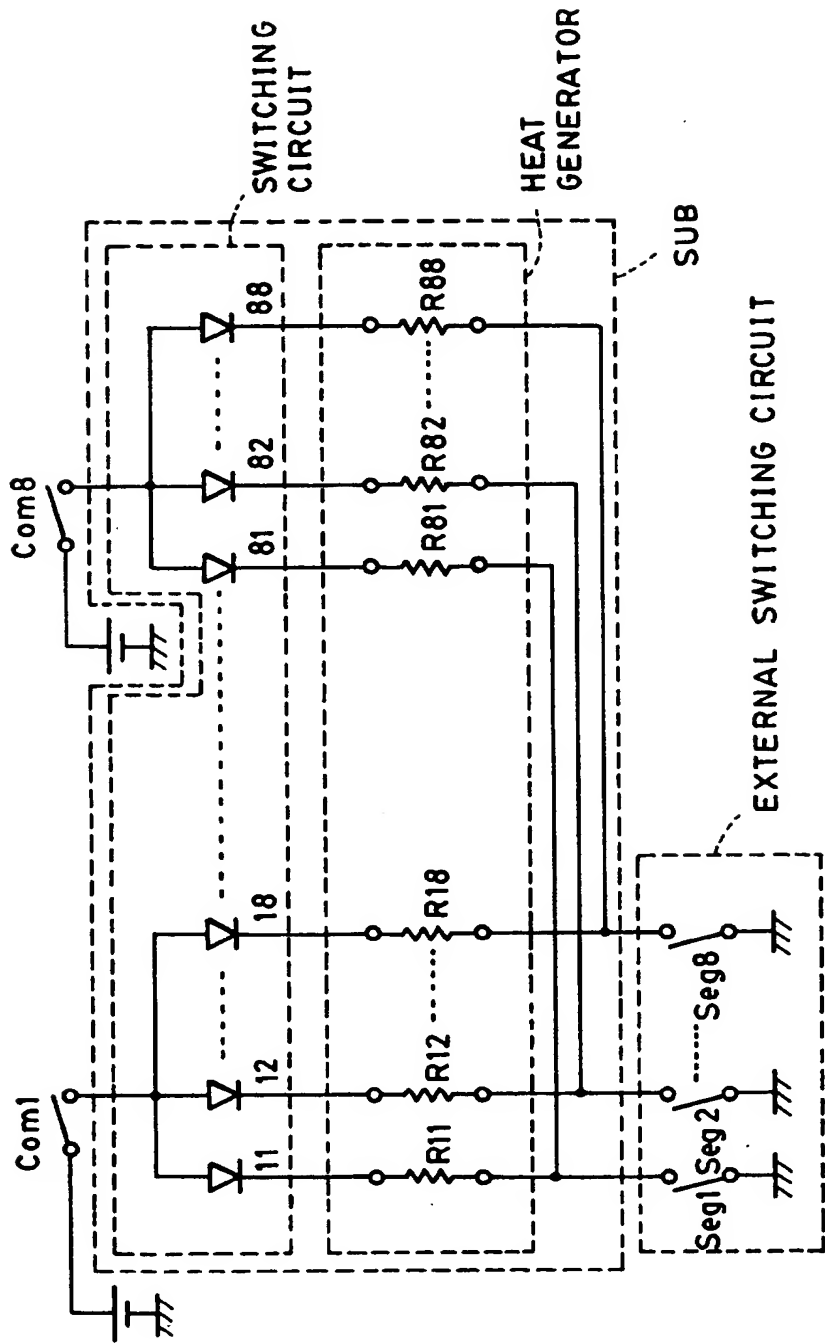 Com1
Com8
SWITCHING
CIRCUIT
11
12
18
81
82
88
R11
R12
R18
R81
R82
R88
HEAT
GENERATOR
SUB
Seg1
Seg2
Seg8
EXTERNAL SWITCHING CIRCUIT